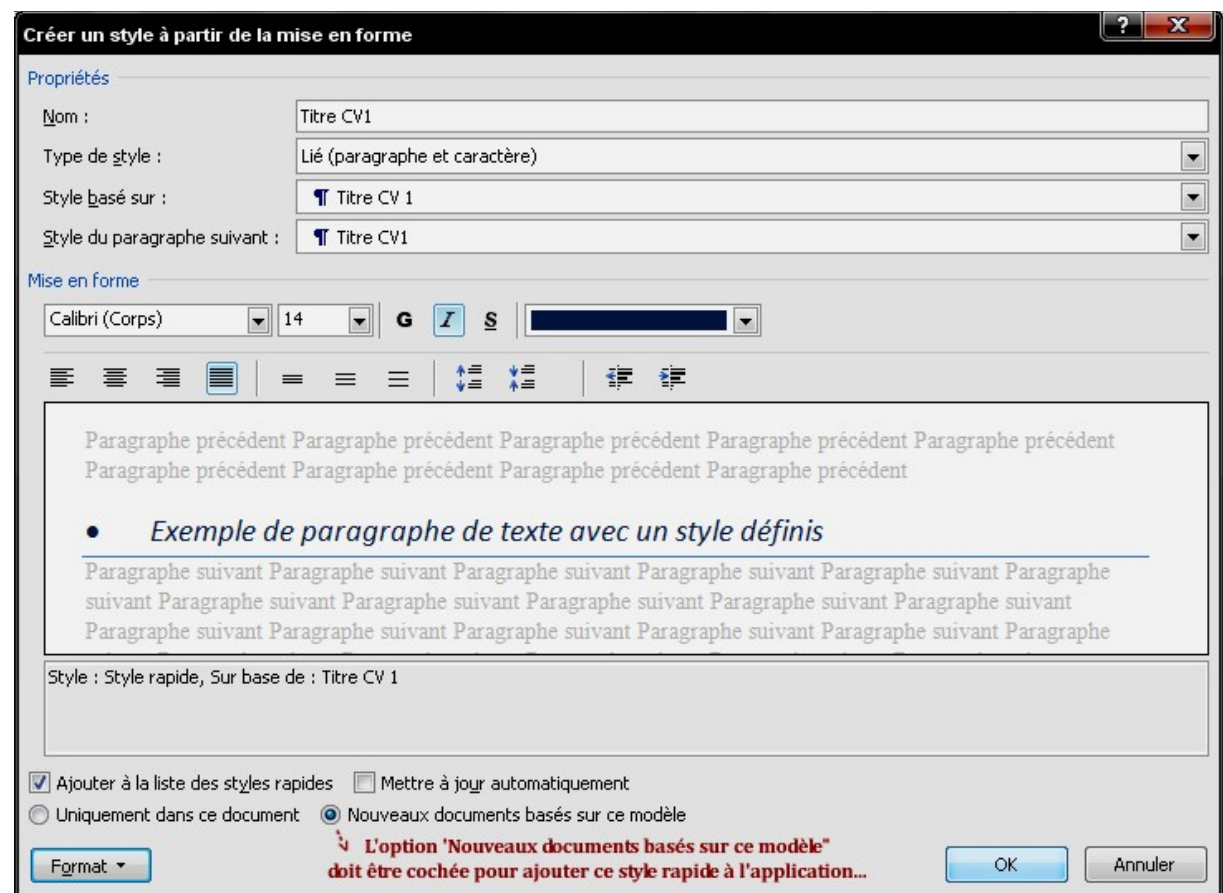 Créer un style à partir de la mise en forme
? X
Propriétés
Nom : Titre CV1
Type de style : Lié (paragraphe et caractère)
Style basé sur : ¶ Titre CV 1
Style du paragraphe suivant : ¶ Titre CV1
Mise en forme
Calibri (Corps) 14 G I S
Paragraphe précédent Paragraphe précédent Paragraphe précédent Paragraphe précédent Paragraphe précédent
Paragraphe précédent Paragraphe précédent Paragraphe précédent Paragraphe précédent
• Exemple de paragraphe de texte avec un style définis
Paragraphe suivant Paragraphe suivant Paragraphe suivant Paragraphe suivant Paragraphe suivant Paragraphe
suivant Paragraphe suivant Paragraphe suivant Paragraphe suivant Paragraphe suivant Paragraphe suivant
Paragraphe suivant Paragraphe suivant Paragraphe suivant Paragraphe suivant Paragraphe suivant Paragraphe
Style : Style rapide, Sur base de : Titre CV 1
Ajouter à la liste des styles rapides Mettre à jour automatiquement
Uniquement dans ce document Nouveaux documents basés sur ce modèle
L'option 'Nouveaux documents basés sur ce modèle"
doit être cochée pour ajouter ce style rapide à l'application...
Format OK Annuler